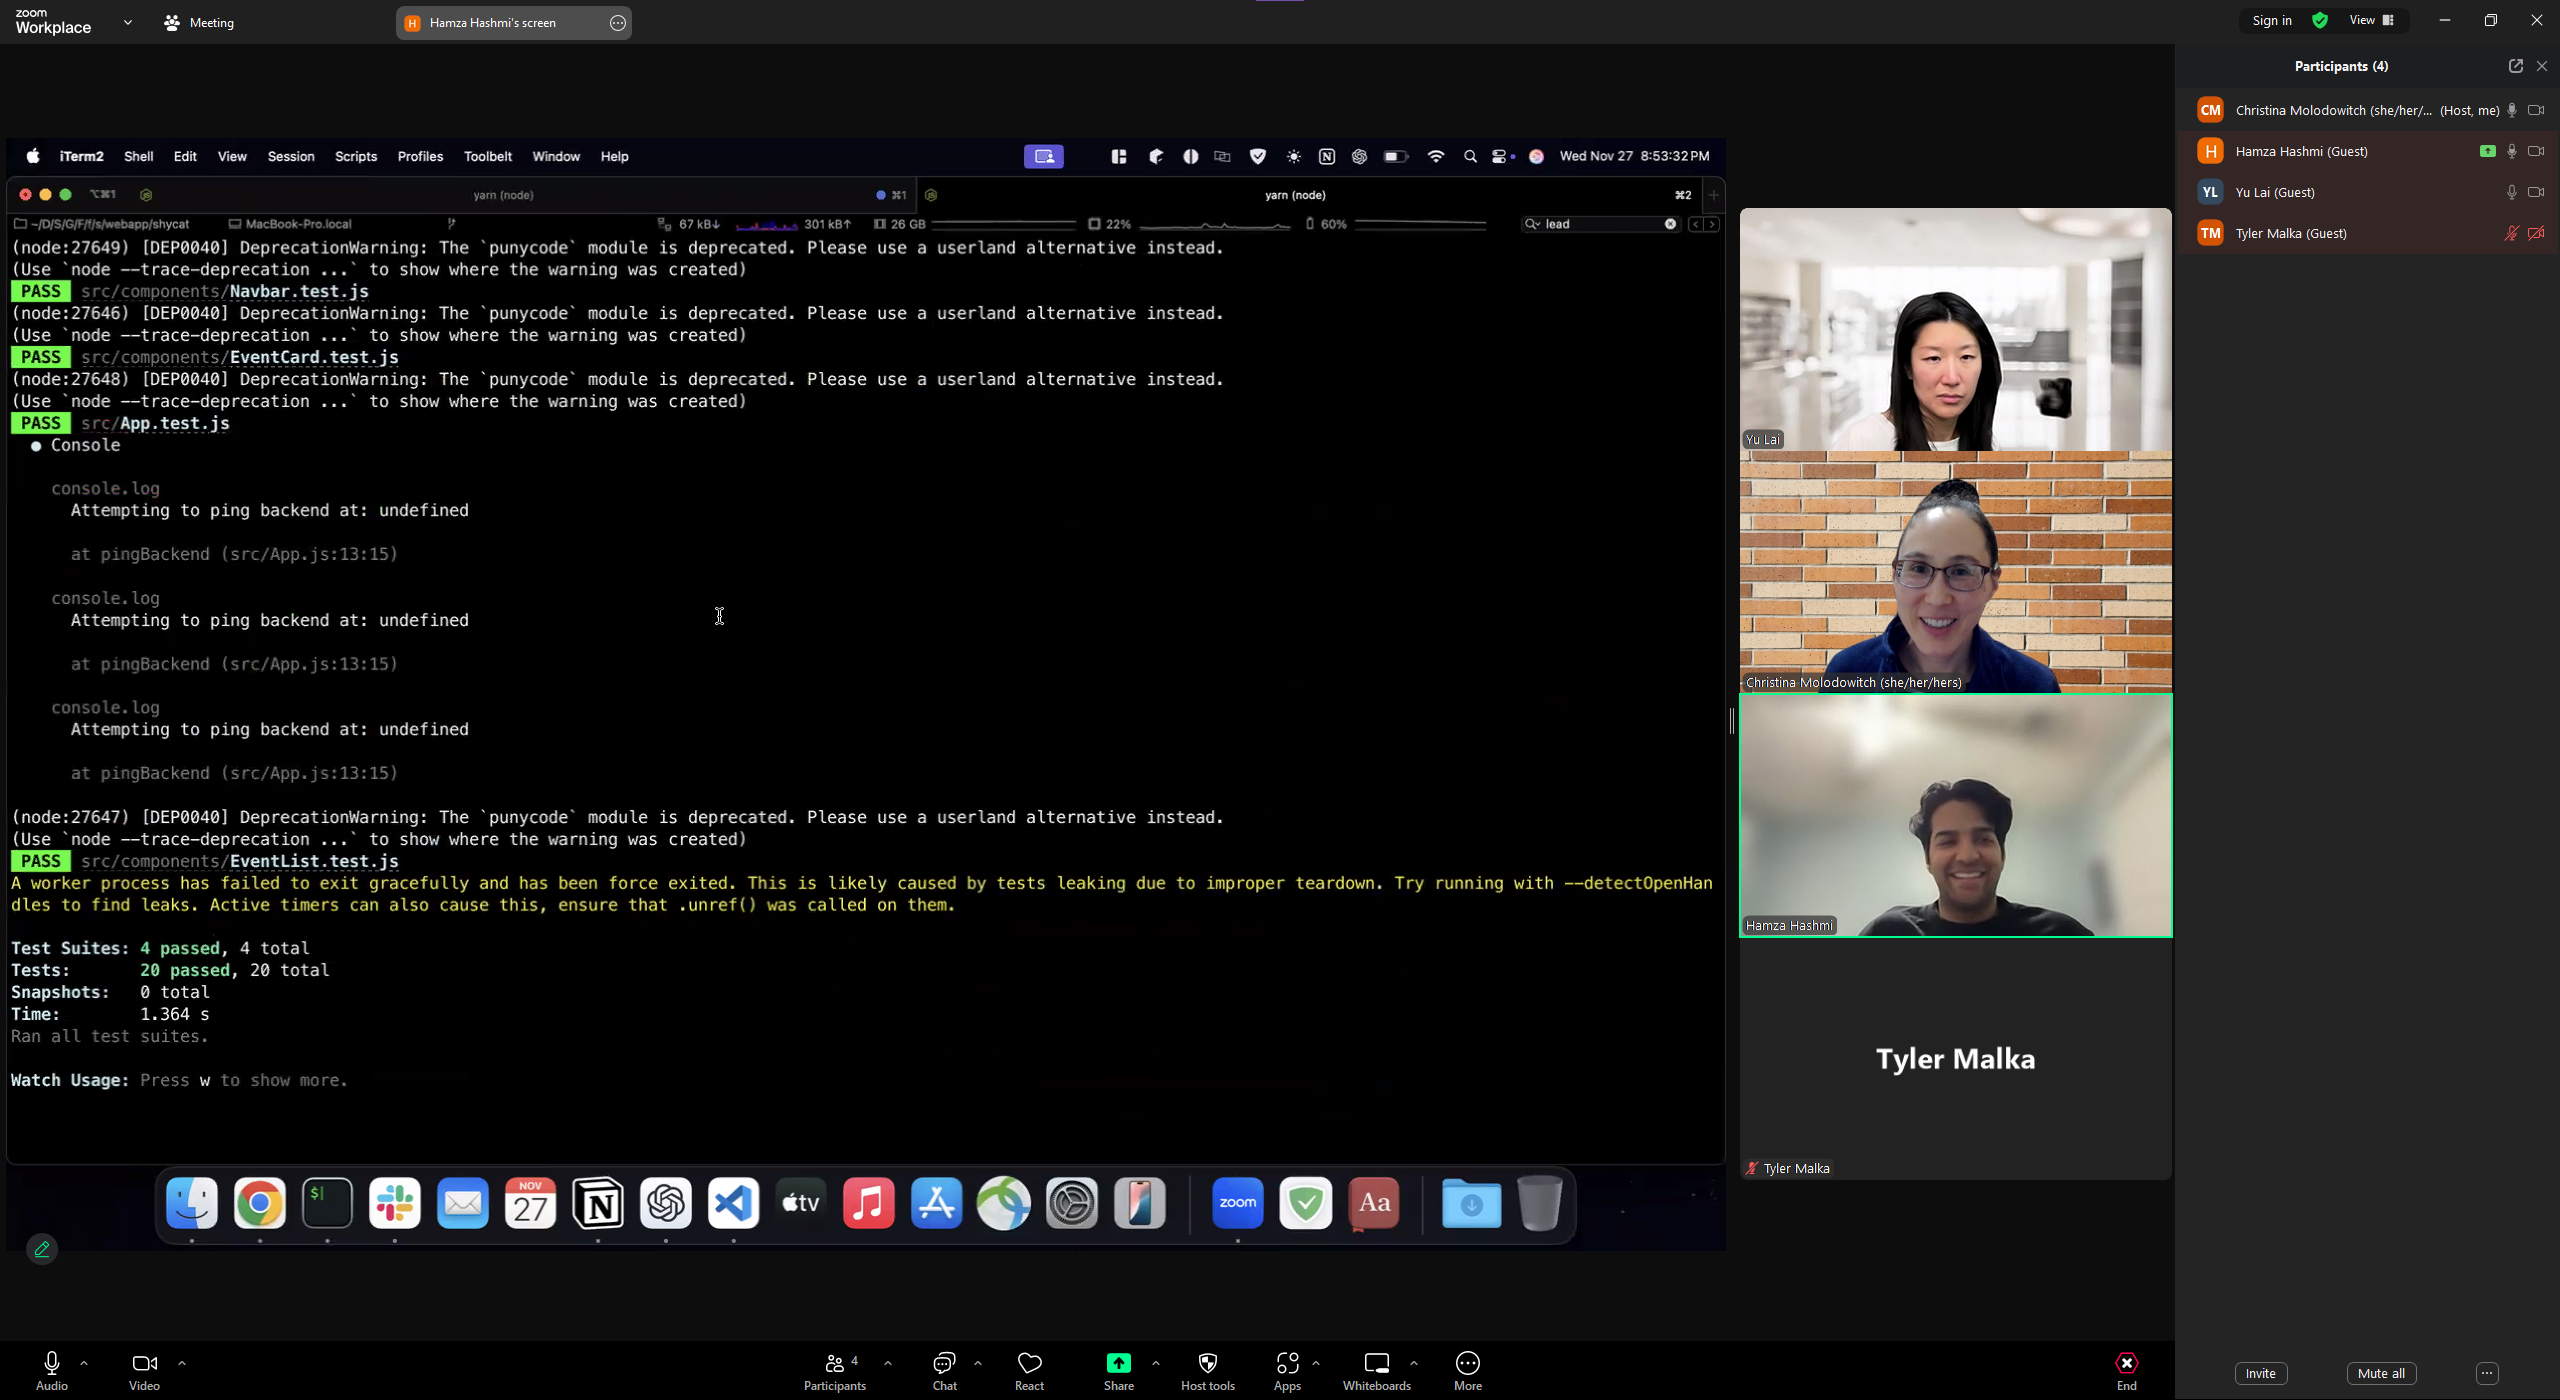 zoom
Workplace
Meeting
H Hamza Hashmi's screen
Sign in
View
iTerm2 Shell Edit View Session Scripts Profiles Toolbelt Window Help
Wed Nov 27 8:53:32 PM
⌥⌘1 yarn (node) ⌘1 yarn (node) ⌘2
~/D/S/G/F/f/s/webapp/shycat MacBook-Pro.local 67 kB↓ 301 kB↑ 26 GB 22% 60% lead
(node:27649) [DEP0040] DeprecationWarning: The `punycode` module is deprecated. Please use a userland alternative instead.
(Use `node --trace-deprecation ...` to show where the warning was created)
PASS src/components/Navbar.test.js
(node:27646) [DEP0040] DeprecationWarning: The `punycode` module is deprecated. Please use a userland alternative instead.
(Use `node --trace-deprecation ...` to show where the warning was created)
PASS src/components/EventCard.test.js
(node:27648) [DEP0040] DeprecationWarning: The `punycode` module is deprecated. Please use a userland alternative instead.
(Use `node --trace-deprecation ...` to show where the warning was created)
PASS src/App.test.js
● Console
console.log
Attempting to ping backend at: undefined
at pingBackend (src/App.js:13:15)
console.log
Attempting to ping backend at: undefined
at pingBackend (src/App.js:13:15)
console.log
Attempting to ping backend at: undefined
at pingBackend (src/App.js:13:15)
(node:27647) [DEP0040] DeprecationWarning: The `punycode` module is deprecated. Please use a userland alternative instead.
(Use `node --trace-deprecation ...` to show where the warning was created)
PASS src/components/EventList.test.js
A worker process has failed to exit gracefully and has been force exited. This is likely caused by tests leaking due to improper teardown. Try running with --detectOpenHan
dles to find leaks. Active timers can also cause this, ensure that .unref() was called on them.
Test Suites: 4 passed, 4 total
Tests: 20 passed, 20 total
Snapshots: 0 total
Time: 1.364 s
Ran all test suites.
Watch Usage: Press w to show more.
NOV
27
tv
zoom
Aa
Yu Lai
Christina Molodowitch (she/her/hers)
Hamza Hashmi
Tyler Malka
Tyler Malka
Participants (4)
CM Christina Molodowitch (she/her/... (Host, me)
H Hamza Hashmi (Guest)
YL Yu Lai (Guest)
TM Tyler Malka (Guest)
Audio
Video
4
Participants
Chat
React
Share
Host tools
Apps
Whiteboards
More
End
Invite
Mute all